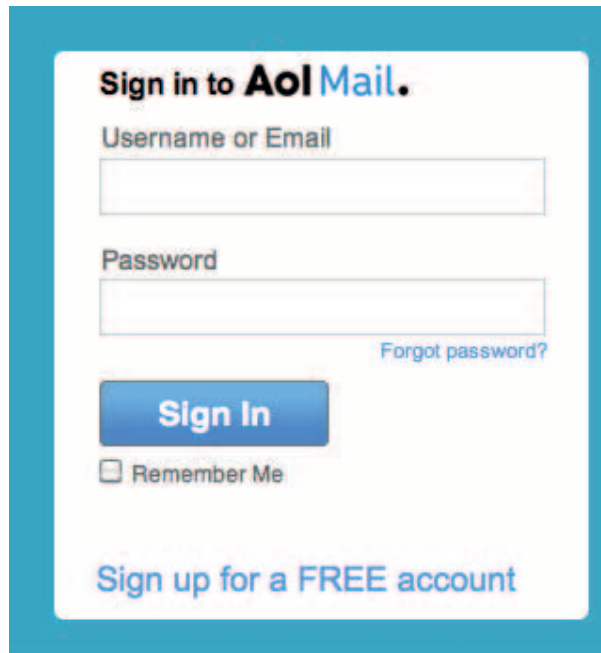 Sign in to Aol Mail.
Username or Email
Password
Forgot password?
Sign In
Remember Me
Sign up for a FREE account